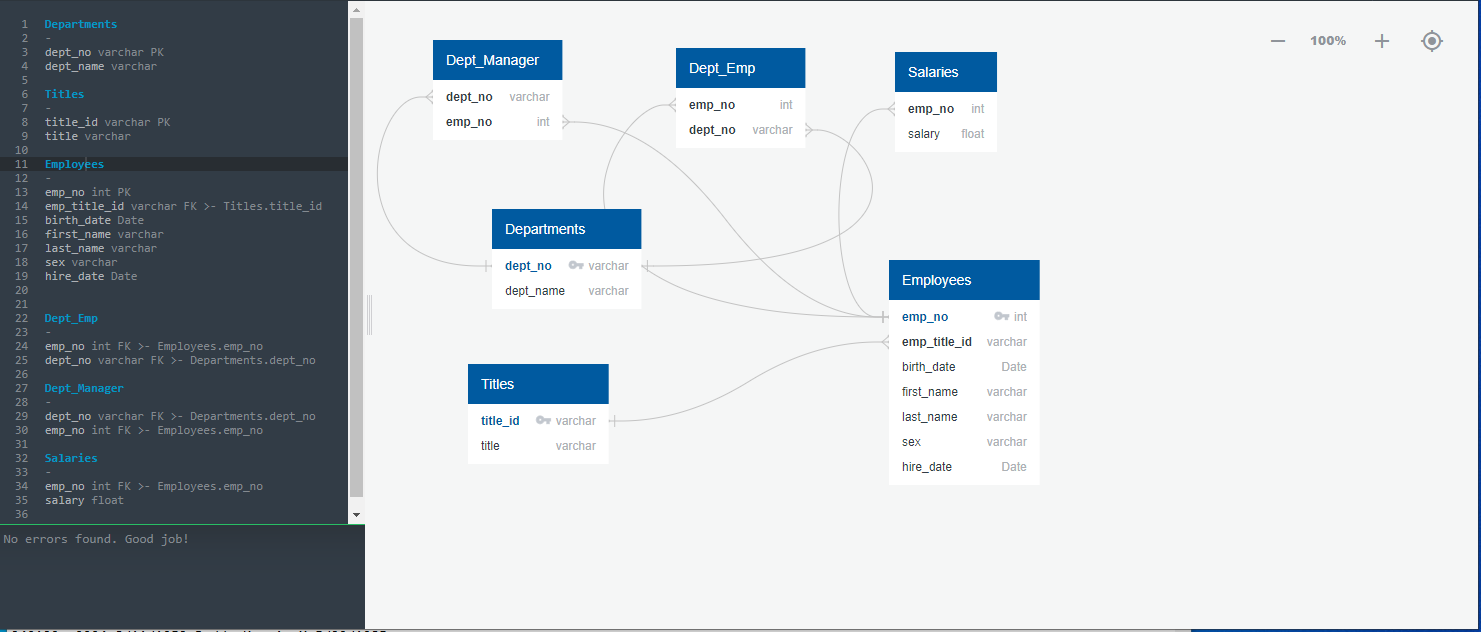 1 Departments
2 -
3 dept_no varchar PK
4 dept_name varchar
5
6 Titles
7 -
8 title_id varchar PK
9 title varchar
10
11 Employees
12 -
13 emp_no int PK
14 emp_title_id varchar FK >- Titles.title_id
15 birth_date Date
16 first_name varchar
17 last_name varchar
18 sex varchar
19 hire_date Date
20
21
22 Dept_Emp
23 -
24 emp_no int FK >- Employees.emp_no
25 dept_no varchar FK >- Departments.dept_no
26
27 Dept_Manager
28 -
29 dept_no varchar FK >- Departments.dept_no
30 emp_no int FK >- Employees.emp_no
31
32 Salaries
33 -
34 emp_no int FK >- Employees.emp_no
35 salary float
36
No errors found. Good job!
100%
Dept_Manager
dept_no varchar
emp_no int
Dept_Emp
emp_no int
dept_no varchar
Salaries
emp_no int
salary float
Departments
dept_no varchar
dept_name varchar
Employees
emp_no int
emp_title_id varchar
birth_date Date
first_name varchar
last_name varchar
sex varchar
hire_date Date
Titles
title_id varchar
title varchar